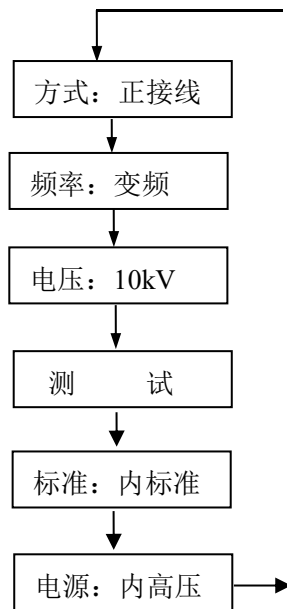 方式：正接线
频率：变频
电压：10kV
测　　试
标准：内标准
电源：内高压